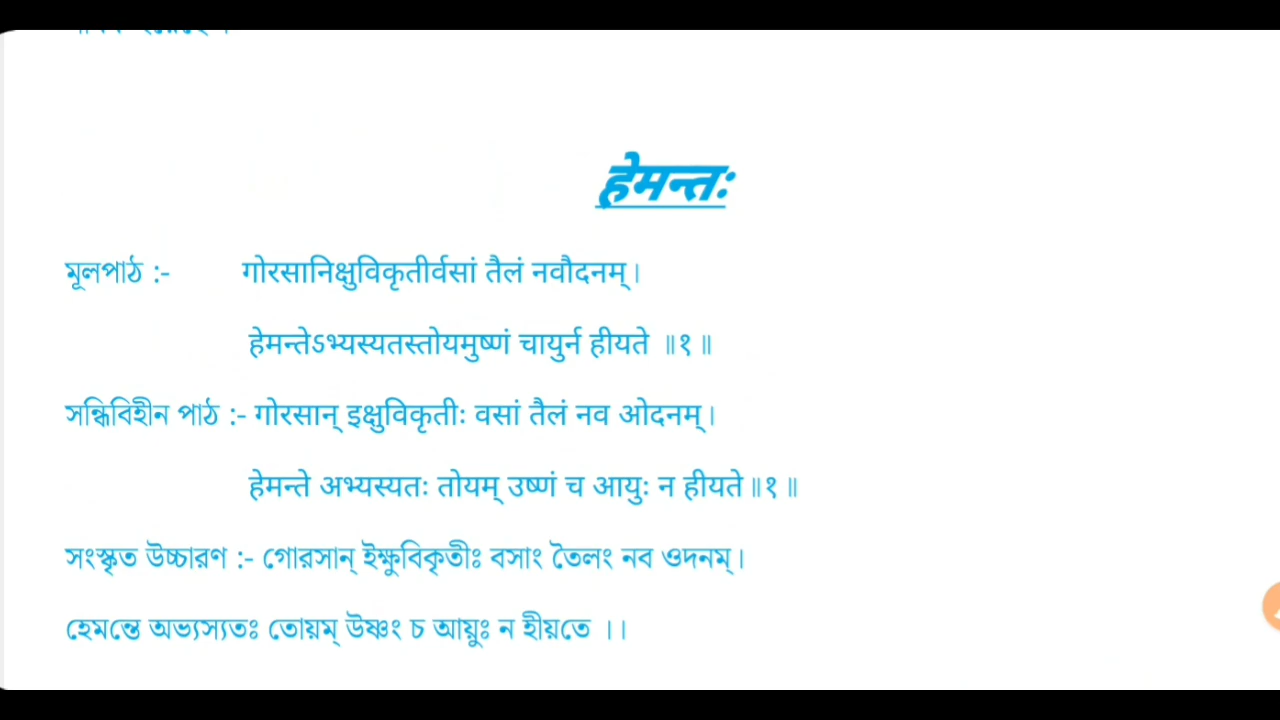 हेमन्तः
মূলপাঠ :- गोरसानिक्षुविकृतीर्वसां तैलं नवौदनम्।
हेमन्तेऽभ्यस्यतस्तोयमुष्णं चायुर्न हीयते ॥१॥
সন্ধিবিহীন পাঠ :- गोरसान् इक्षुविकृतीः वसां तैलं नव ओदनम्।
हेमन्ते अभ्यस्यतः तोयम् उष्णं च आयुः न हीयते॥१॥
সংস্কৃত উচ্চারণ :- গোরসান্ ইক্ষুবিকৃতীঃ বসাং তৈলং নব ওদনম্।
হেমন্তে অভ্যস্যতঃ তোয়ম্ উষ্ণং চ আয়ুঃ ন হীয়তে ।।